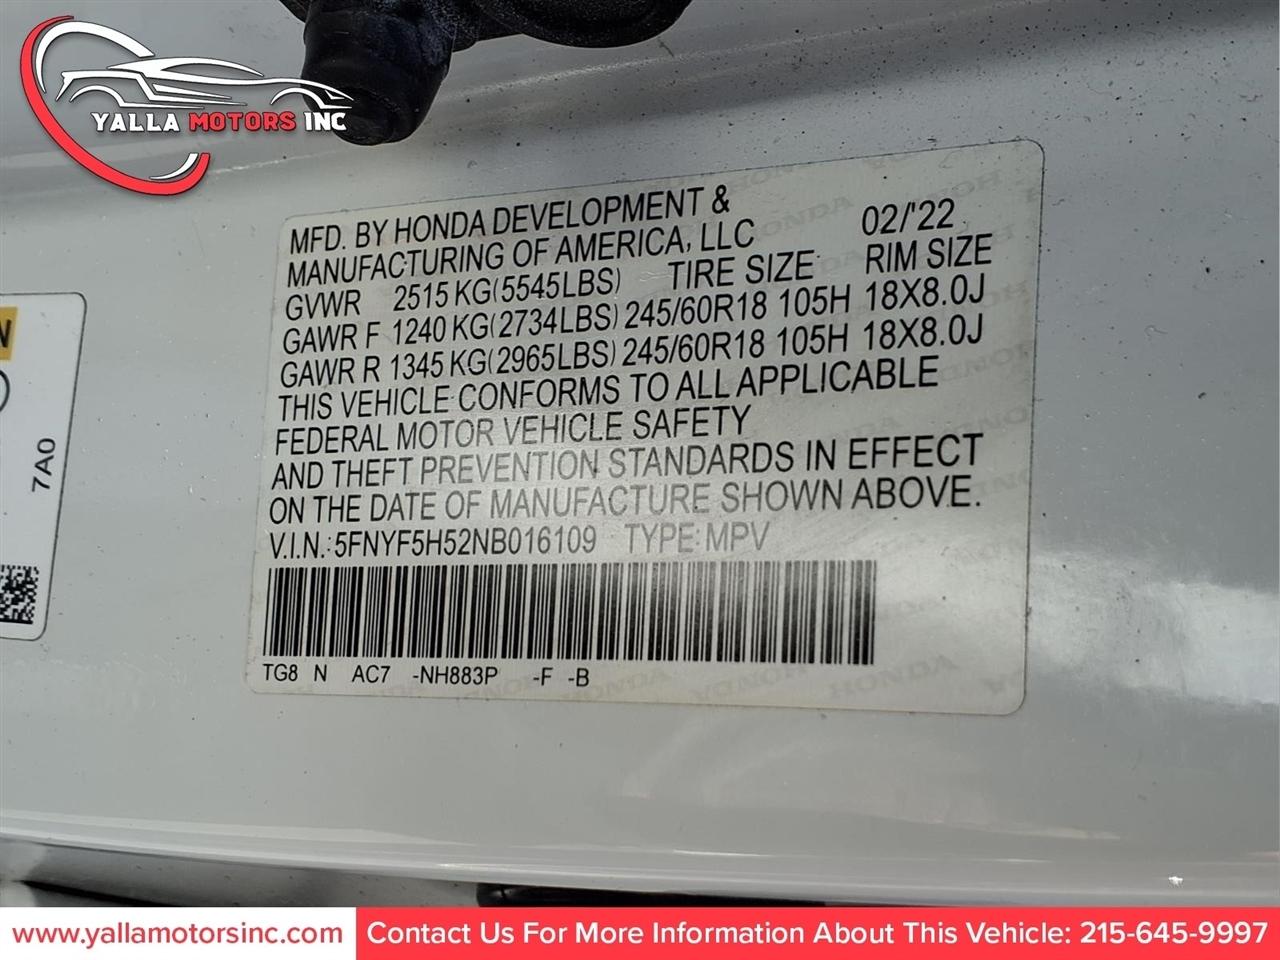 YALLA MOTORS INC
MFD. BY HONDA DEVELOPMENT &
MANUFACTURING OF AMERICA, LLC 02/'22
GVWR 2515 KG(5545LBS) TIRE SIZE RIM SIZE
GAWR F 1240 KG(2734LBS) 245/60R18 105H 18X8.0J
GAWR R 1345 KG(2965LBS) 245/60R18 105H 18X8.0J
THIS VEHICLE CONFORMS TO ALL APPLICABLE
FEDERAL MOTOR VEHICLE SAFETY
AND THEFT PREVENTION STANDARDS IN EFFECT
ON THE DATE OF MANUFACTURE SHOWN ABOVE.
V.I.N.: 5FNYF5H52NB016109 TYPE: MPV
TG8 N AC7 -NH883P -F -B
N
7A0
www.yallamotorsinc.com
Contact Us For More Information About This Vehicle: 215-645-9997